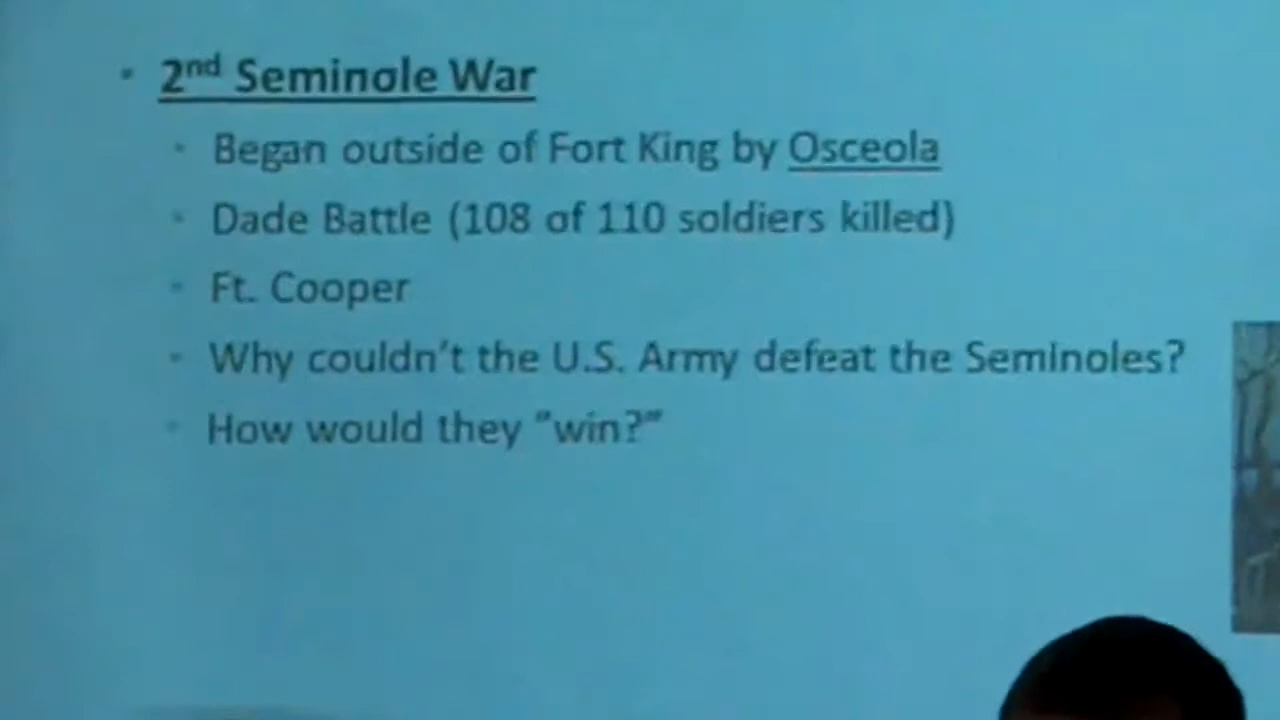 • 2nd Seminole War
• Began outside of Fort King by Osceola
• Dade Battle (108 of 110 soldiers killed)
• Ft. Cooper
• Why couldn't the U.S. Army defeat the Seminoles?
• How would they "win?"